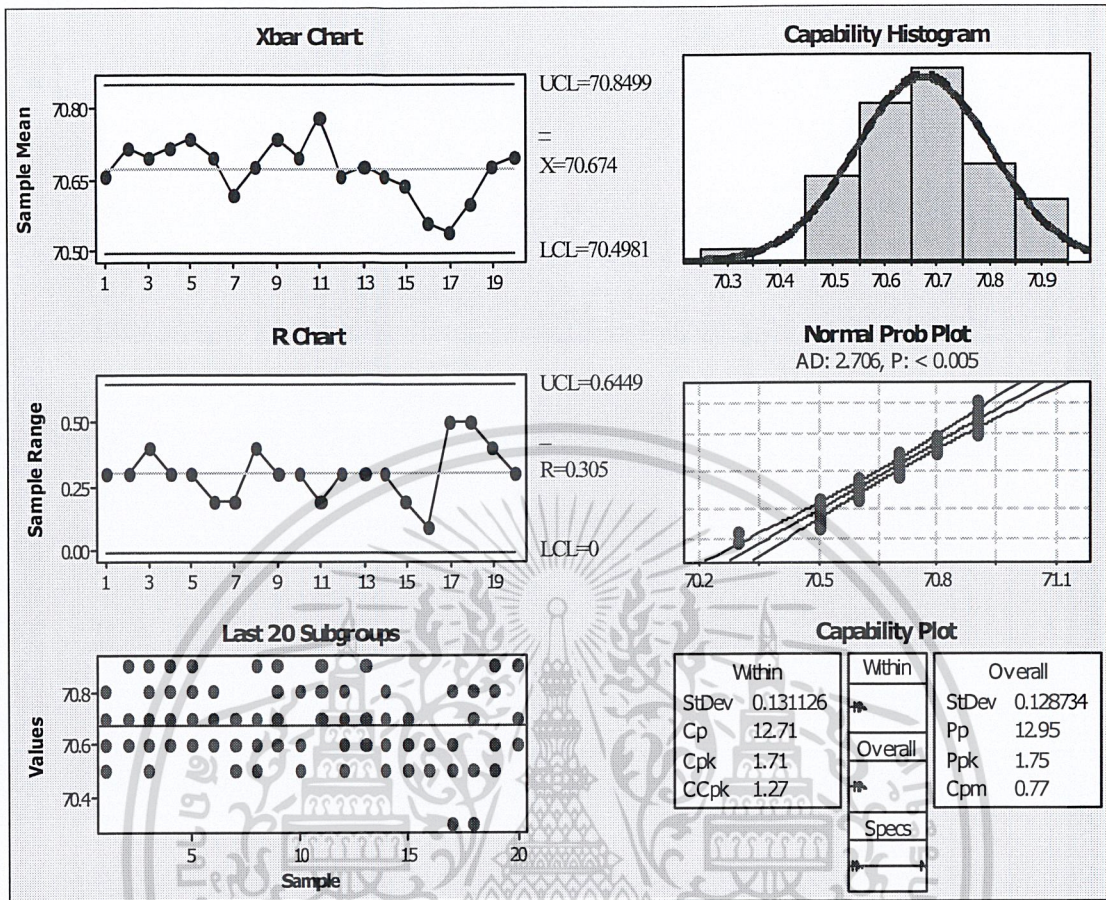 Xbar Chart
Sample Mean
70.80
70.65
70.50
1 3 5 7 9 11 13 15 17 19
UCL=70.8499
X=70.674
LCL=70.4981
Capability Histogram
70.3 70.4 70.5 70.6 70.7 70.8 70.9
R Chart
Sample Range
0.50
0.25
0.00
1 3 5 7 9 11 13 15 17 19
UCL=0.6449
R=0.305
LCL=0
Normal Prob Plot
AD: 2.706, P: < 0.005
70.2 70.5 70.8 71.1
Last 20 Subgroups
Values
70.8
70.6
70.4
5 10 15 20
Sample
Capability Plot
Within
StDev 0.131126
Cp 12.71
Cpk 1.71
CCpk 1.27
Within
Overall
Specs
Overall
StDev 0.128734
Pp 12.95
Ppk 1.75
Cpm 0.77